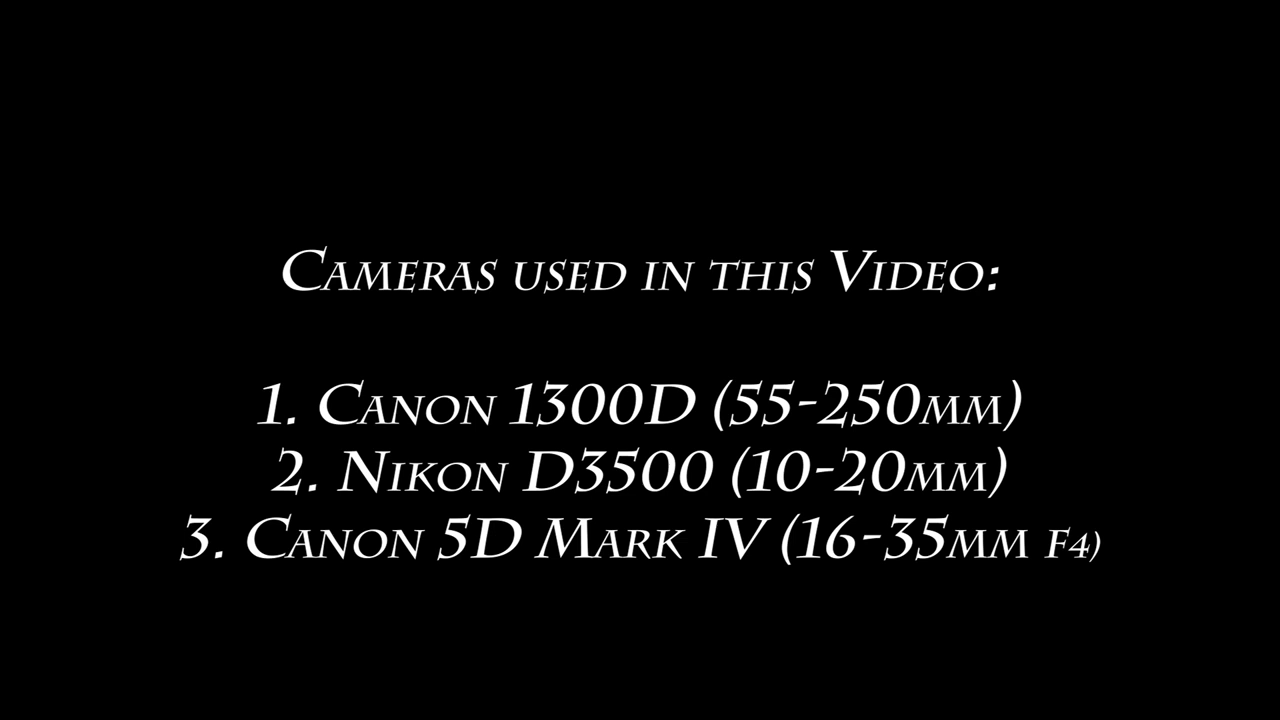 Cameras used in this Video:
1. Canon 1300D (55-250mm)
2. Nikon D3500 (10-20mm)
3. Canon 5D Mark IV (16-35mm f4)